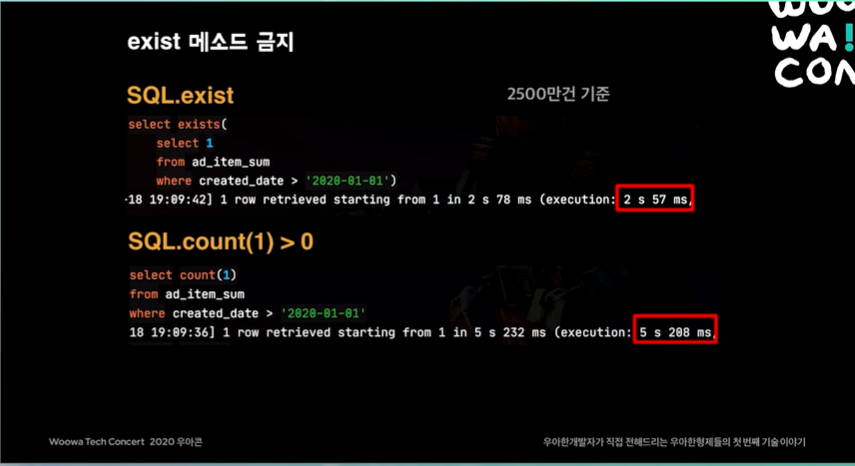 WOO
WA!
CON
exist 메소드 금지
SQL.exist
2500만건 기준
select exists(
select 1
from ad_item_sum
where created_date > '2020-01-01')
-18 19:09:42] 1 row retrieved starting from 1 in 2 s 78 ms (execution: 2 s 57 ms,
SQL.count(1) > 0
select count(1)
from ad_item_sum
where created_date > '2020-01-01'
18 19:09:36] 1 row retrieved starting from 1 in 5 s 232 ms (execution: 5 s 208 ms,
Woowa Tech Concert 2020 우아콘
우아한개발자가 직접 전해드리는 우아한형제들의 첫 번째 기술 이야기